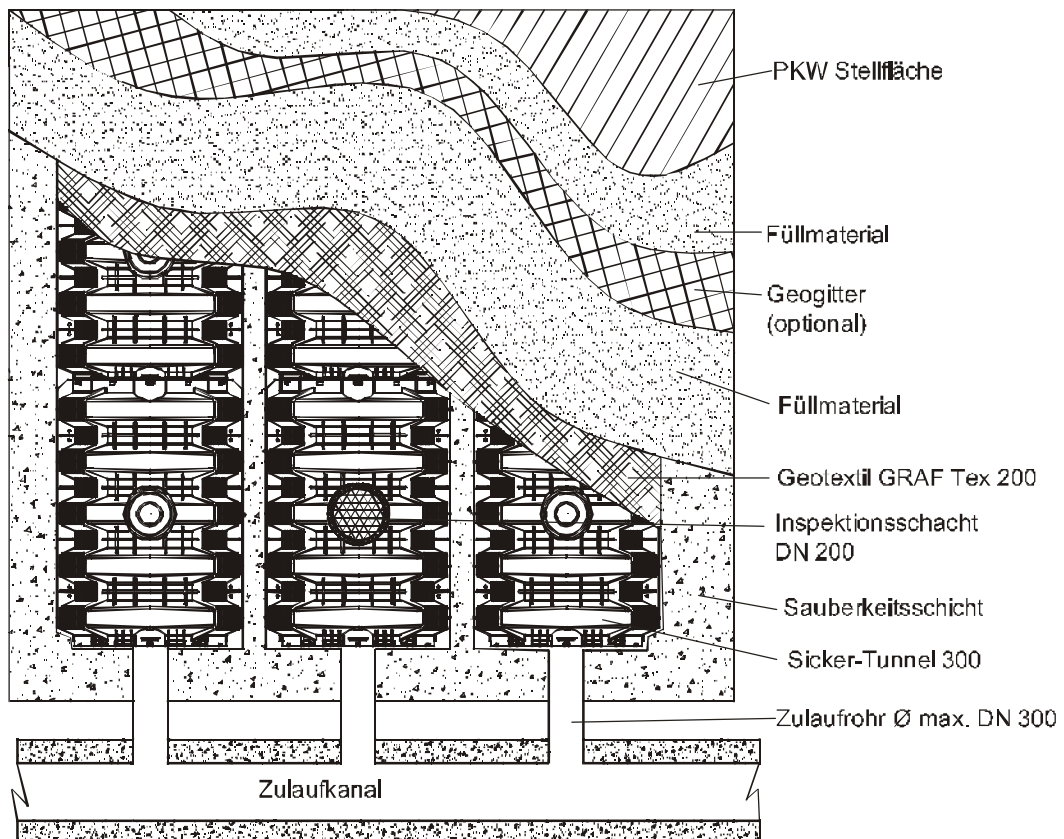 PKW Stellfläche
Füllmaterial
Geogitter
(optional)
Füllmaterial
Geotextil GRAF Tex 200
Inspektionsschacht
DN 200
Sauberkeitsschicht
Sicker-Tunnel 300
Zulaufrohr Ø max. DN 300
Zulaufkanal